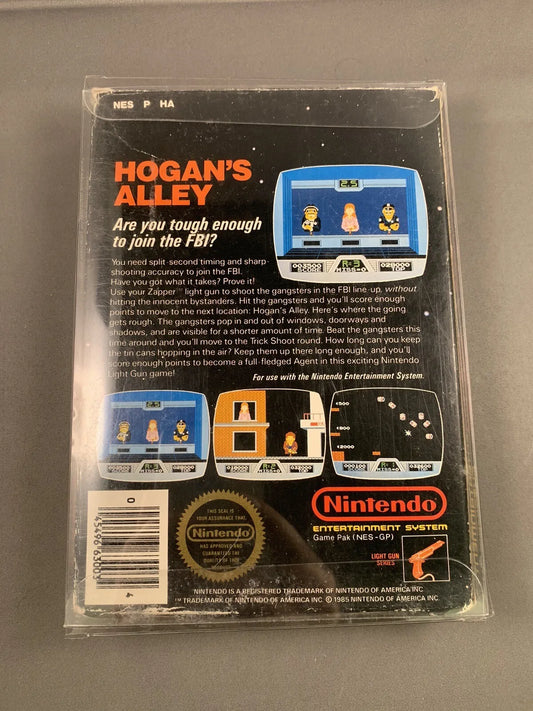 NES P HA
HOGAN'S
ALLEY
Are you tough enough
to join the FBI?
You need split-second timing and sharp-
shooting accuracy to join the FBI.
Have you got what it takes? Prove it!
Use your Zapper™ light gun to shoot the gangsters in the FBI line-up, without
hitting the innocent bystanders. Hit the gangsters and you'll score enough
points to move to the next location: Hogan's Alley. Here's where the going
gets rough. The gangsters pop in and out of windows, doorways and
shadows, and are visible for a shorter amount of time. Beat the gangsters this
time around and you'll move to the Trick Shoot round. How long can you keep
the tin cans hopping in the air? Keep them up there long enough, and you'll
score enough points to become a full-fledged Agent in this exciting Nintendo
Light Gun game!
For use with the Nintendo Entertainment System.
THIS SEAL IS
YOUR ASSURANCE THAT
Nintendo
HAS APPROVED AND
GUARANTEED THE
QUALITY OF THIS
Nintendo
ENTERTAINMENT SYSTEM
Game Pak (NES-GP)
LIGHT GUN
SERIES
0
45496 63003
4
NINTENDO IS A REGISTERED TRADEMARK OF NINTENDO OF AMERICA INC.
™ TRADEMARK OF NINTENDO OF AMERICA INC. © 1985 NINTENDO OF AMERICA INC.